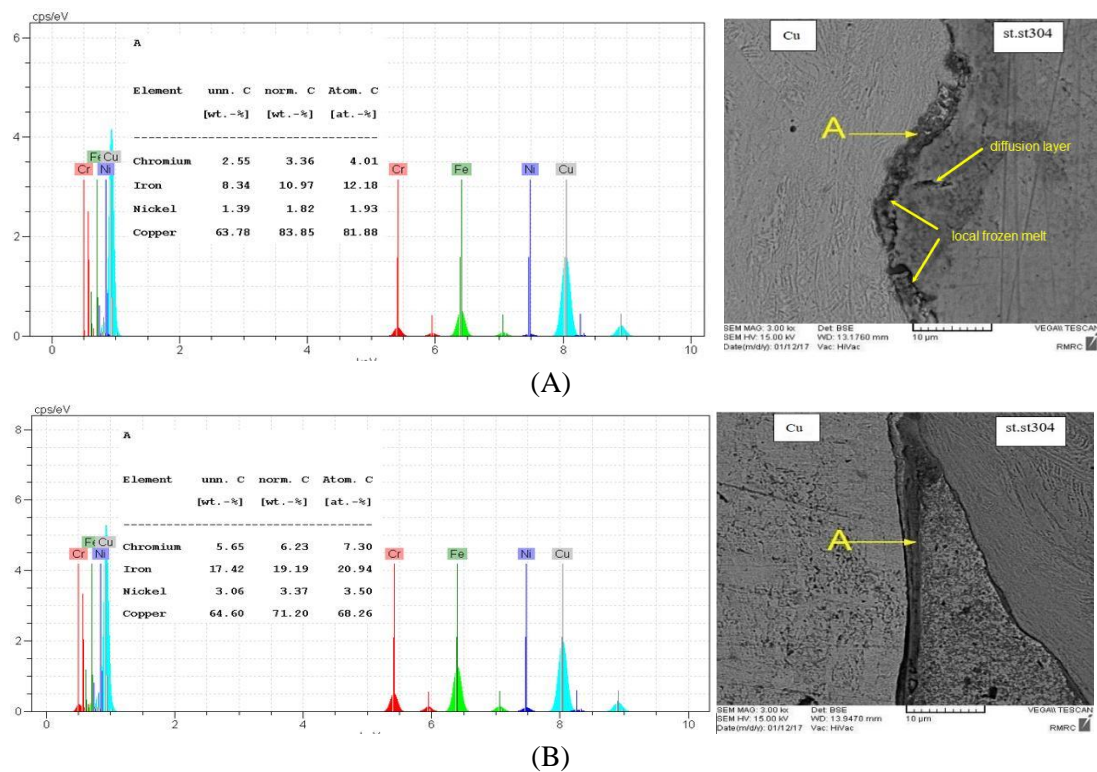 cps/eV
6
4
2
0
0 2 4 6 8 10
A
Element unn. C norm. C Atom. C
[wt.-%] [wt.-%] [at.-%]
------------------------------------
Chromium 2.55 3.36 4.01
Iron 8.34 10.97 12.18
Nickel 1.39 1.82 1.93
Copper 63.78 83.85 81.88
Cr Fe Ni Cu
Cr Fe Ni Cu
Cu
st.st304
A
diffusion layer
local frozen melt
SEM MAG: 3.00 kx Det: BSE
SEM HV: 15.00 kV WD: 13.1760 mm
Date(m/d/y): 01/12/17 Vac: HiVac
10 µm
VEGA\\ TESCAN
RMRC
(A)
cps/eV
8
6
4
2
0
0 2 4 6 8 10
A
Element unn. C norm. C Atom. C
[wt.-%] [wt.-%] [at.-%]
------------------------------------
Chromium 5.65 6.23 7.30
Iron 17.42 19.19 20.94
Nickel 3.06 3.37 3.50
Copper 64.60 71.20 68.26
Cr Fe Ni Cu
Cr Fe Ni Cu
Cu
st.st304
A
SEM MAG: 3.00 kx Det: BSE
SEM HV: 15.00 kV WD: 13.9470 mm
Date(m/d/y): 01/12/17 Vac: HiVac
10 µm
VEGA\\ TESCAN
RMRC
(B)